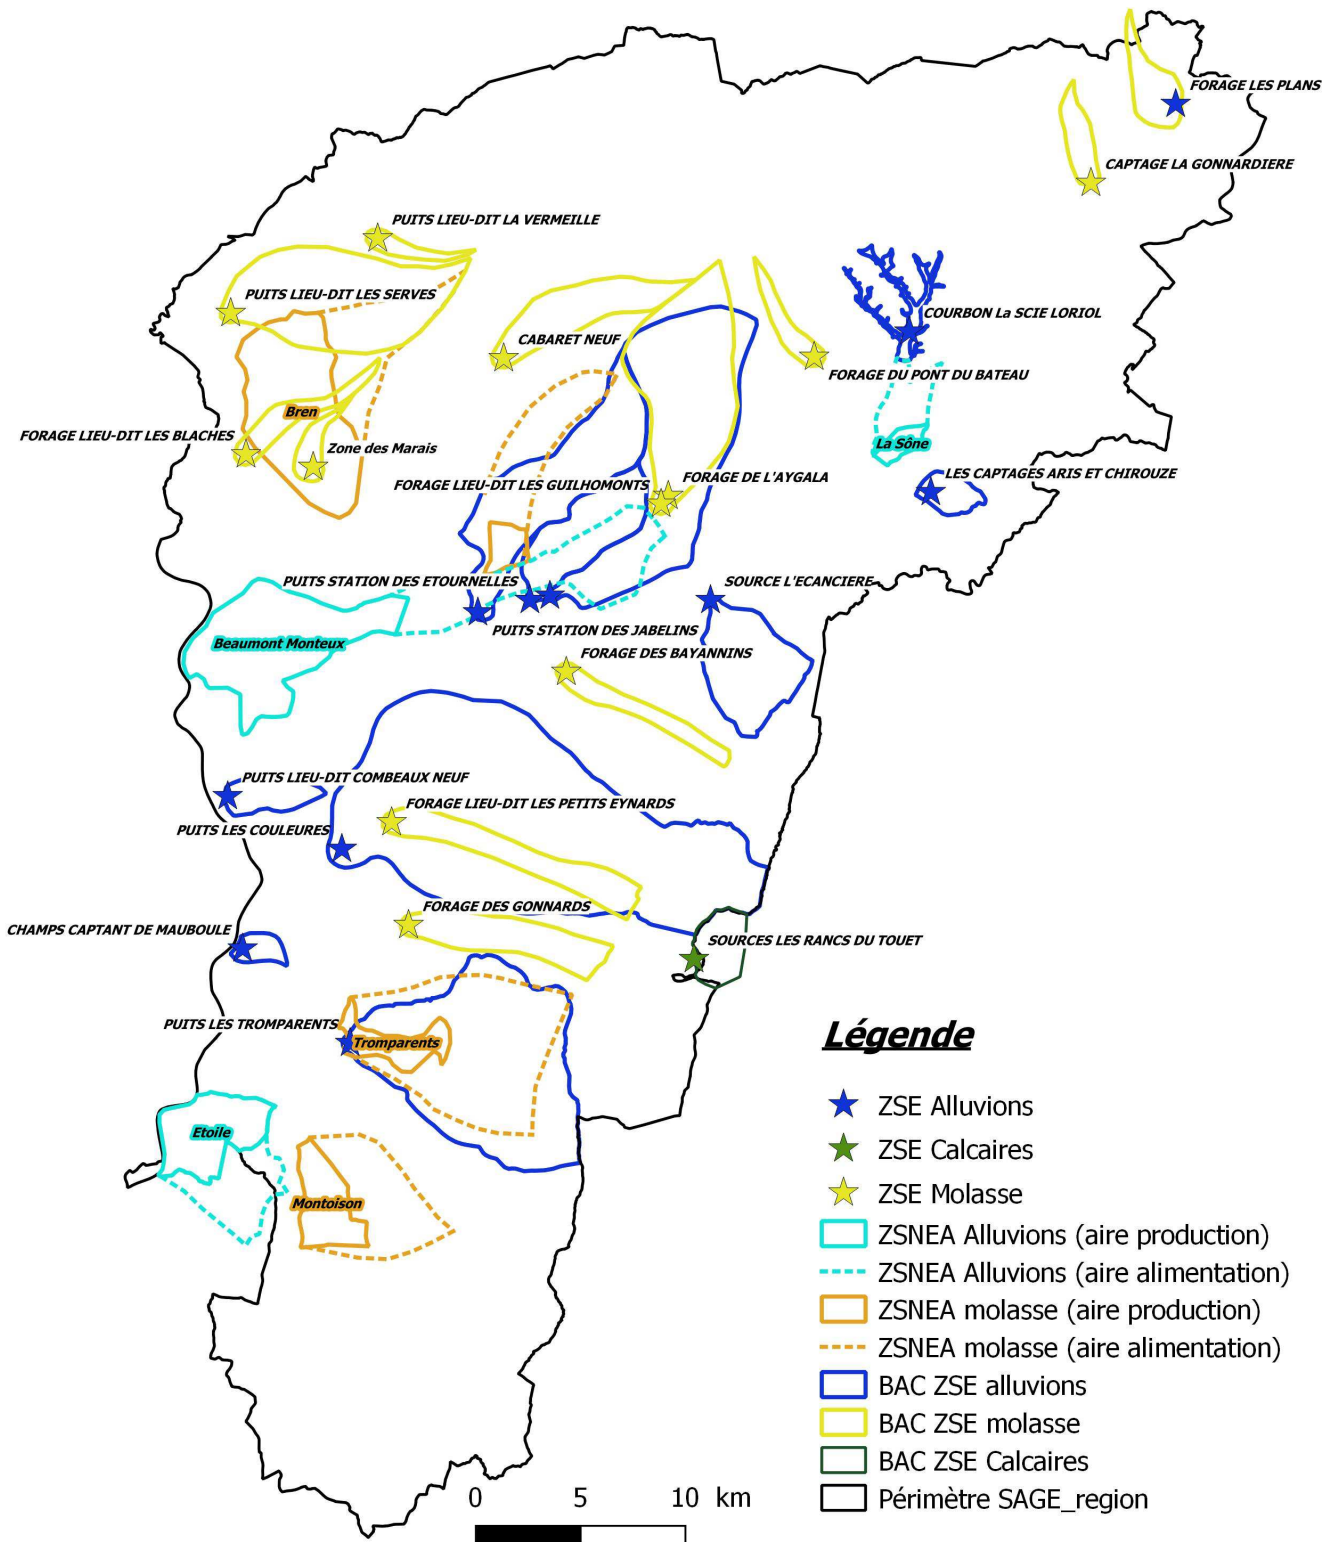 FORAGE LES PLANS
CAPTAGE LA GONNARDIERE
PUITS LIEU-DIT LA VERMEILLE
PUITS LIEU-DIT LES SERVES
COURBON La SCIE LORIOL
CABARET NEUF
FORAGE DU PONT DU BATEAU
Bren
FORAGE LIEU-DIT LES BLACHES
Zone des Marais
La Sône
FORAGE DE L'AYGALA
LES CAPTAGES ARIS ET CHIROUZE
FORAGE LIEU-DIT LES GUILHOMONTS
PUITS STATION DES ETOURNELLES
SOURCE L'ECANCIERE
PUITS STATION DES JABELINS
Beaumont Monteux
FORAGE DES BAYANNINS
PUITS LIEU-DIT COMBEAUX NEUF
FORAGE LIEU-DIT LES PETITS EYNARDS
PUITS LES COULEURES
FORAGE DES GONNARDS
CHAMPS CAPTANT DE MAUBOULE
SOURCES LES RANCS DU TOUET
PUITS LES TROMPARENTS
Tromparents
Etoile
Montoison
Légende
ZSE Alluvions
ZSE Calcaires
ZSE Molasse
ZSNEA Alluvions (aire production)
ZSNEA Alluvions (aire alimentation)
ZSNEA molasse (aire production)
ZSNEA molasse (aire alimentation)
BAC ZSE alluvions
BAC ZSE molasse
BAC ZSE Calcaires
Périmètre SAGE_region
0 5 10 km